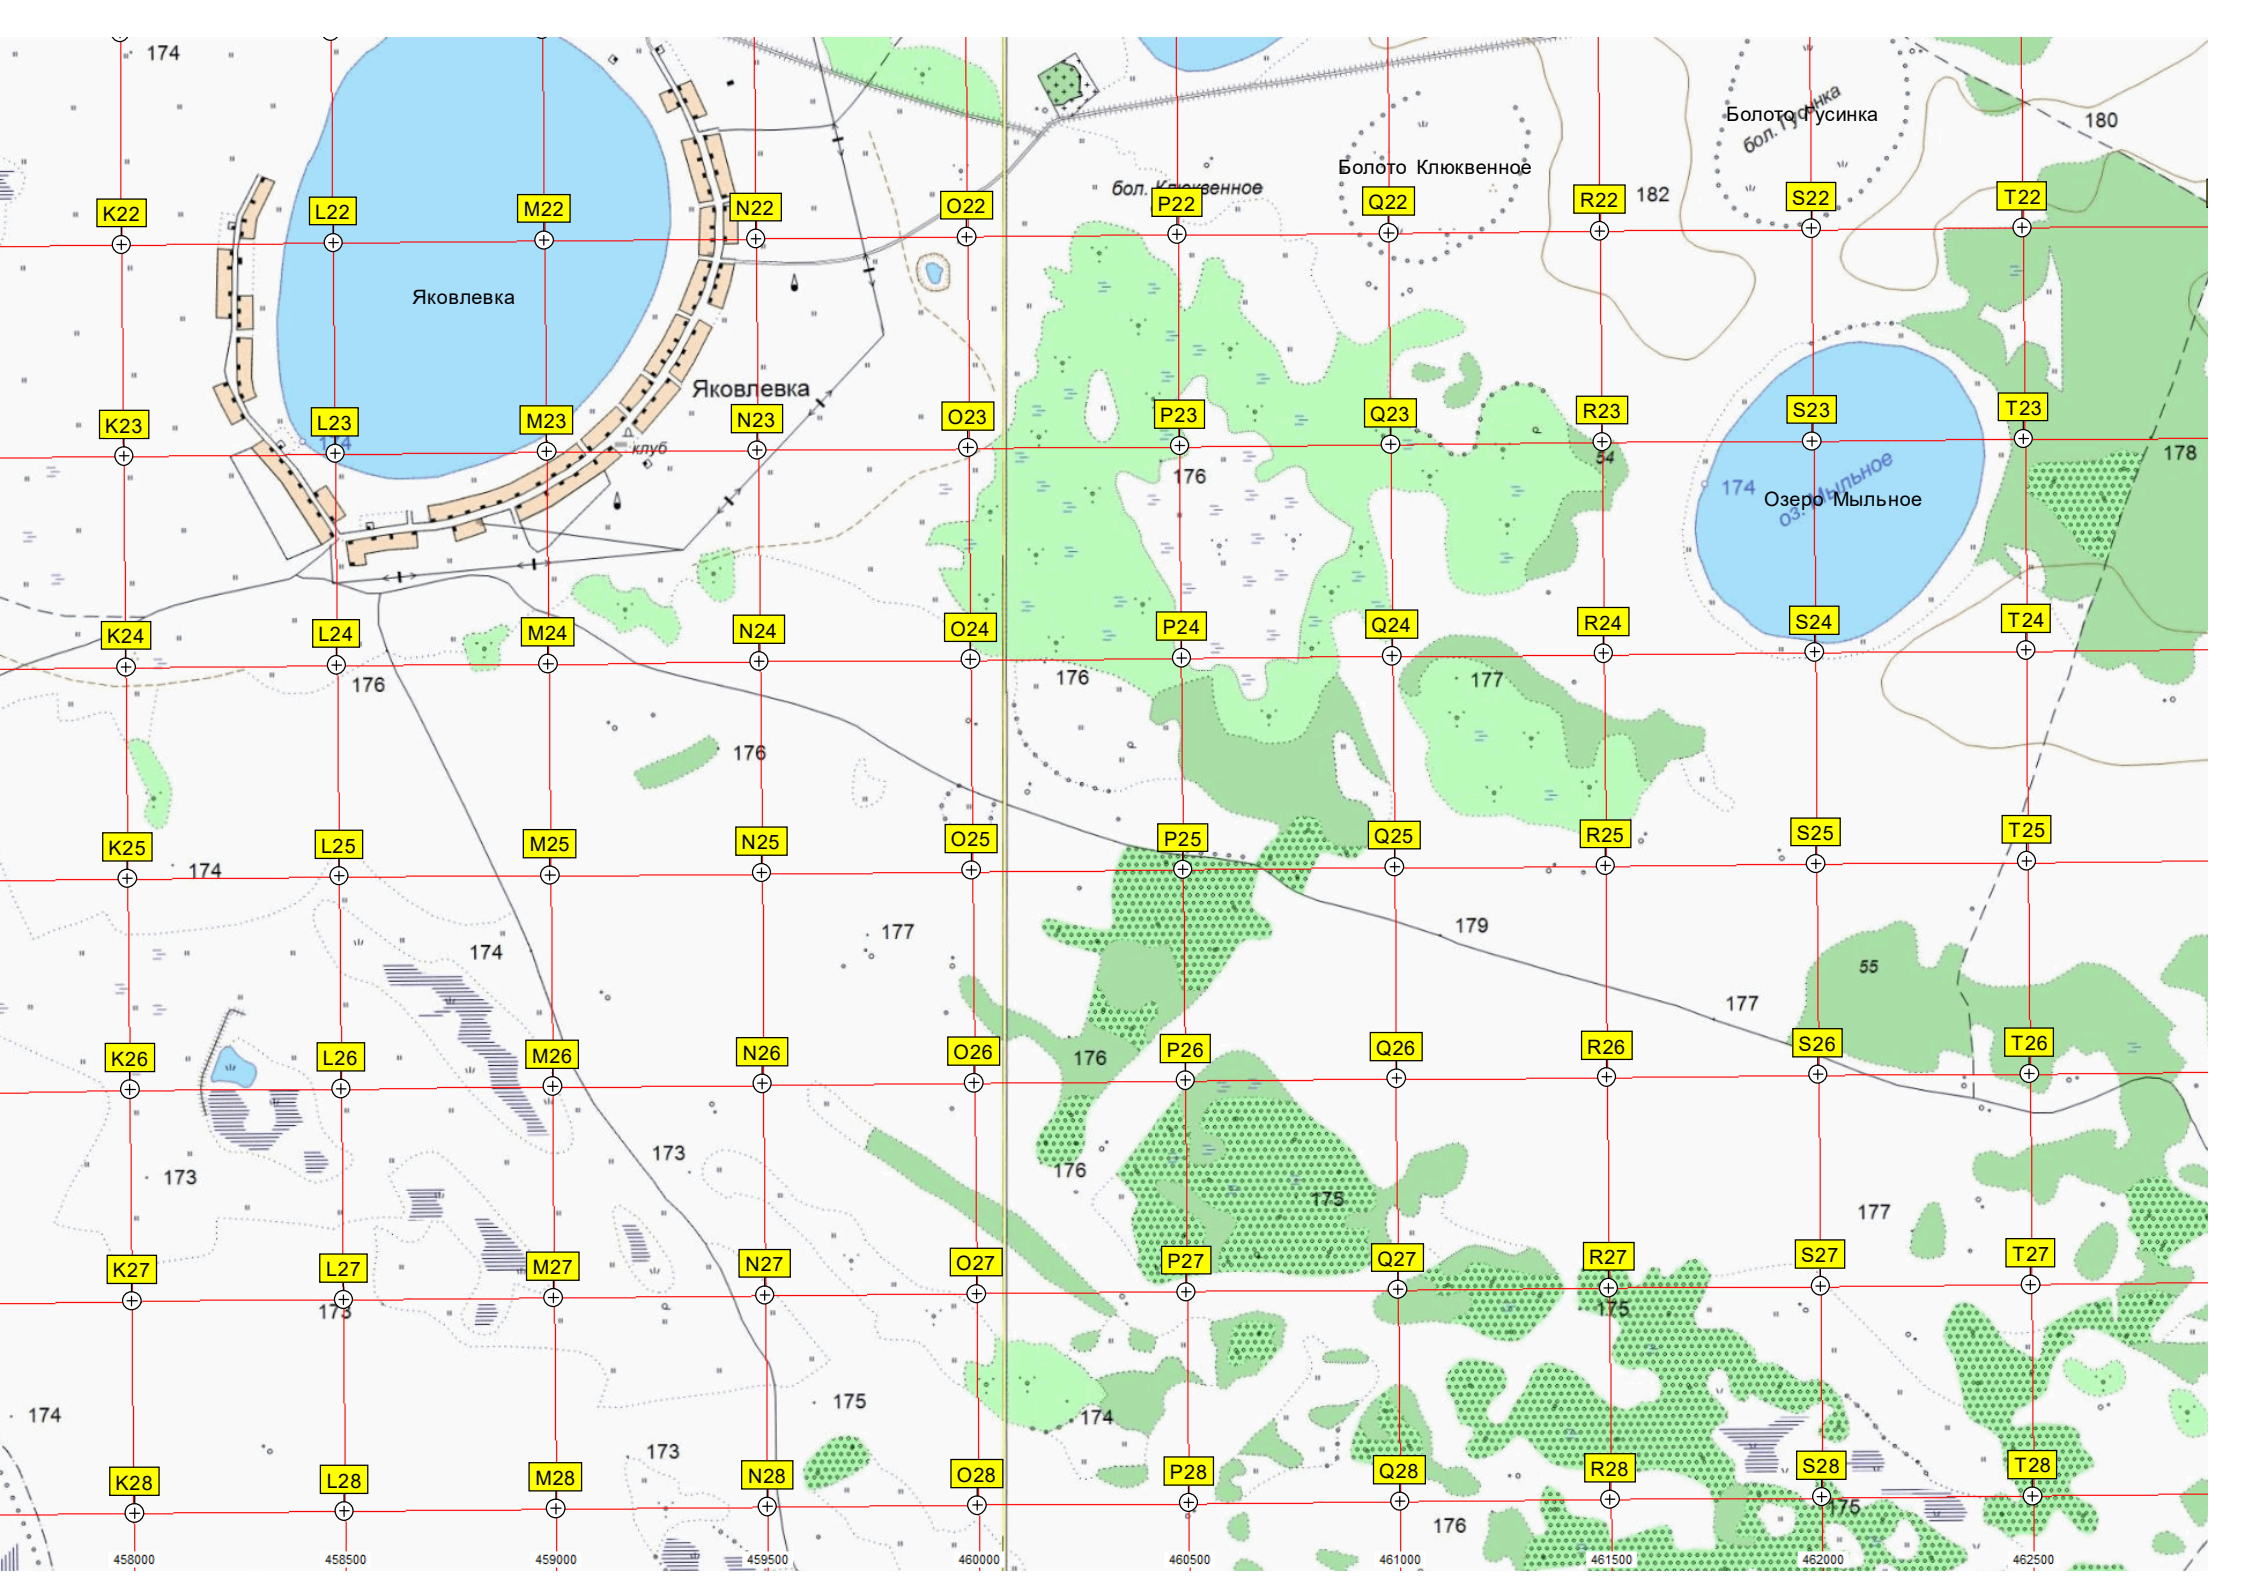 174
180
Болото Гусинка
бол. Гусинка
Болото Клюквенное
бол. Клюквенное
182
K22 L22 M22 N22 O22 P22 Q22 R22 S22 T22
Яковлевка
Яковлевка
клуб
174
K23 L23 M23 N23 O23 P23 Q23 R23 S23 T23
176
54
174
178
Озеро Мыльное
оз. Мыльное
K24 L24 M24 N24 O24 P24 Q24 R24 S24 T24
176
176
177
176
K25 L25 M25 N25 O25 P25 Q25 R25 S25 T25
174
174
177
179
55
177
K26 L26 M26 N26 O26 P26 Q26 R26 S26 T26
176
173
173
176
175
177
K27 L27 M27 N27 O27 P27 Q27 R27 S27 T27
173
175
174
175
174
173
K28 L28 M28 N28 O28 P28 Q28 R28 S28 T28
175
176
458000 458500 459000 459500 460000 460500 461000 461500 462000 462500